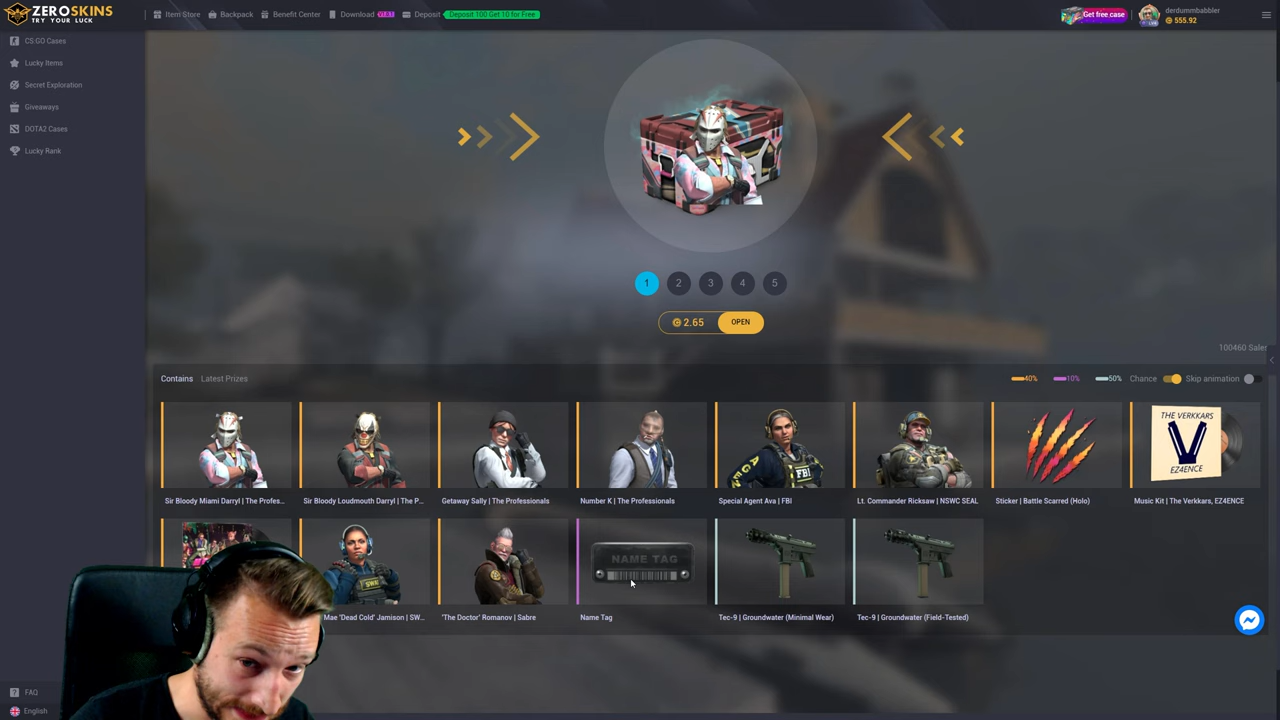 ZEROSKINS
TRY YOUR LUCK
Item Store
Backpack
Benefit Center
Download
Deposit
Deposit 100 Get 10 for Free
Get free case
derdummbabbler
555.92
CS:GO Cases
Lucky Items
Secret Exploration
Giveaways
DOTA2 Cases
Lucky Rank
1
2
3
4
5
2.65
OPEN
100460 Sales
Contains
Latest Prizes
40%
10%
50%
Chance
Skip animation
Sir Bloody Miami Darryl | The Profes...
Sir Bloody Loudmouth Darryl | The P...
Getaway Sally | The Professionals
Number K | The Professionals
Special Agent Ava | FBI
Lt. Commander Ricksaw | NSWC SEAL
Sticker | Battle Scarred (Holo)
THE VERKKARS
EZ4ENCE
Music Kit | The Verkkars, EZ4ENCE
FBI
SWAT
NAME TAG
Mae 'Dead Cold' Jamison | SW...
'The Doctor' Romanov | Sabre
Name Tag
Tec-9 | Groundwater (Minimal Wear)
Tec-9 | Groundwater (Field-Tested)
FAQ
English